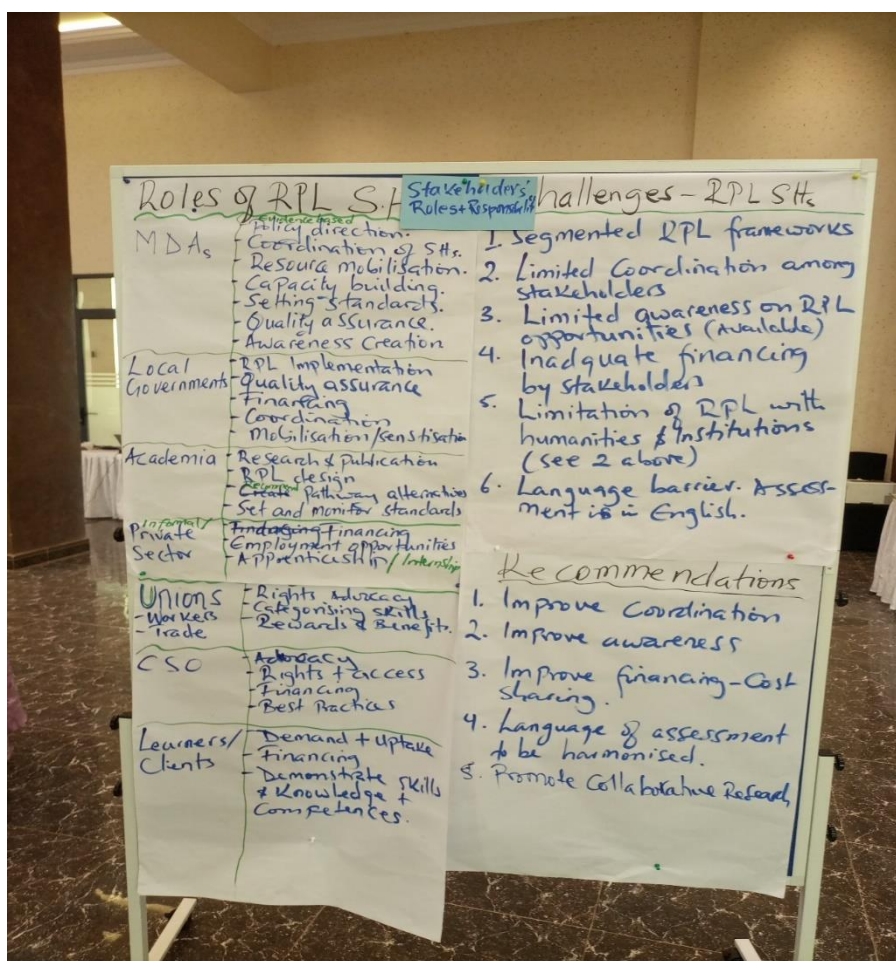 Roles of RPL S.H
Stakeholders'
Roles + Responsibilit
MDAs
evidence based
- Policy direction.
- Coordination of SHs.
- Resource mobilisation.
- Capacity building.
- Setting standards.
- Quality assurance.
- Awareness Creation
Local
Governments
- RPL Implementation
- Quality assurance
- Financing
- Coordination
- Mobilisation/senstisation
Academia
- Research & publication
- RPL design
- Create Pathway alternatives
- Set and monitor standards
Informal/
Private
Sector
Financing
- Employment opportunities
- Apprenticeship/Internship
Unions
- Workers
- Trade
- Rights advocacy
- Categorising skills
- Rewards & Benefits.
CSO
- Advocacy
- Rights + access
- Financing
- Best Practices
Learners/
Clients
- Demand + Uptake
- Financing
- Demonstrate skills
& Knowledge +
Competences.
hallenges - RPL SHs
1. Segmented RPL frameworks
2. Limited Coordination among
stakeholders
3. Limited awareness on RPL
opportunities (Available)
4. Inadquate financing
by stakeholders
5. Limitation of RPL with
humanities & Institutions
(see 2 above)
6. Language barrier. Assess-
ment is in English.
Recommendations
1. Improve Coordination
2. Improve awareness
3. Improve financing - Cost
sharing.
4. Language of assessment
to be harmonised.
5. Promote Collaborative Research